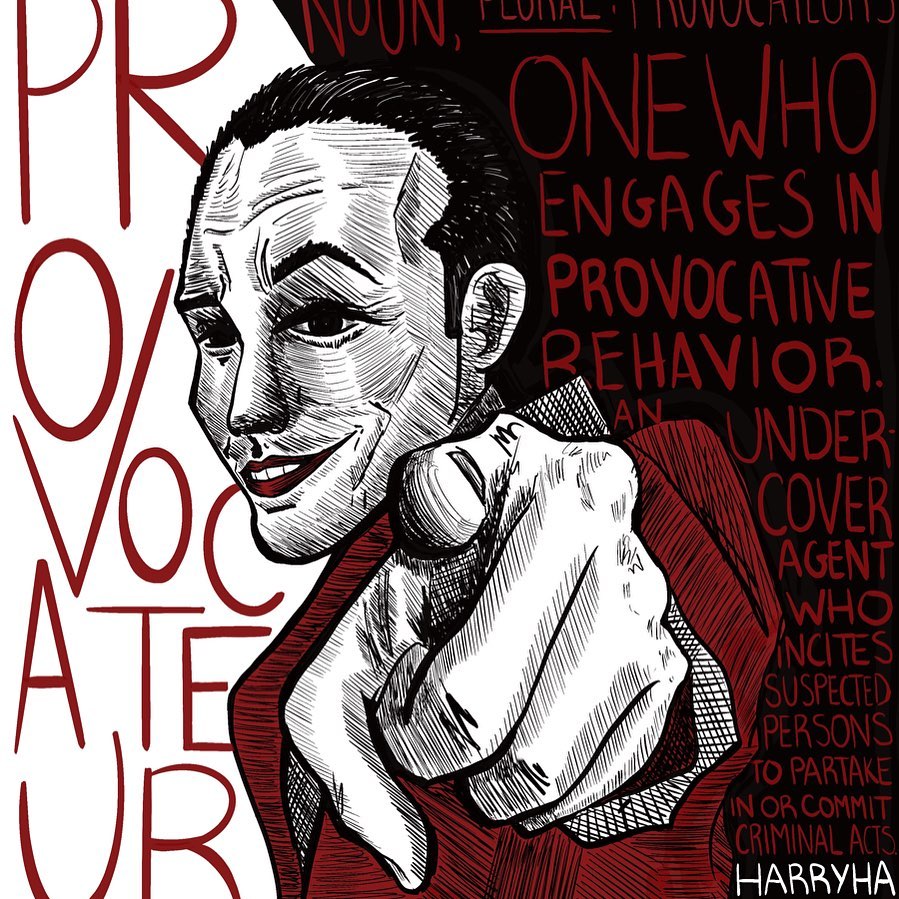 PROVOCATEUR
NOUN, PLURAL: PROVOCATEURS
ONE WHO
ENGAGES IN
PROVOCATIVE
BEHAVIOR.
AN
UNDER-
COVER
AGENT
WHO
INCITES
SUSPECTED
PERSONS
TO PARTAKE
IN OR COMMIT
CRIMINAL ACTS.
HARRYHA